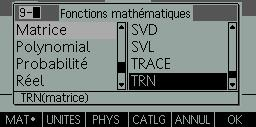 9-
Fonctions mathématiques
Matrice
SVD
Polynomial
SVL
Probabilité
TRACE
Réel
TRN
TRN(matrice)
MAT• UNITES PHYS CATLG ANNUL OK